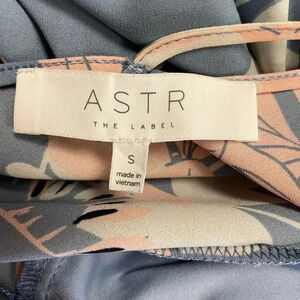 ASTR
THE LABEL
S
made in
vietnam